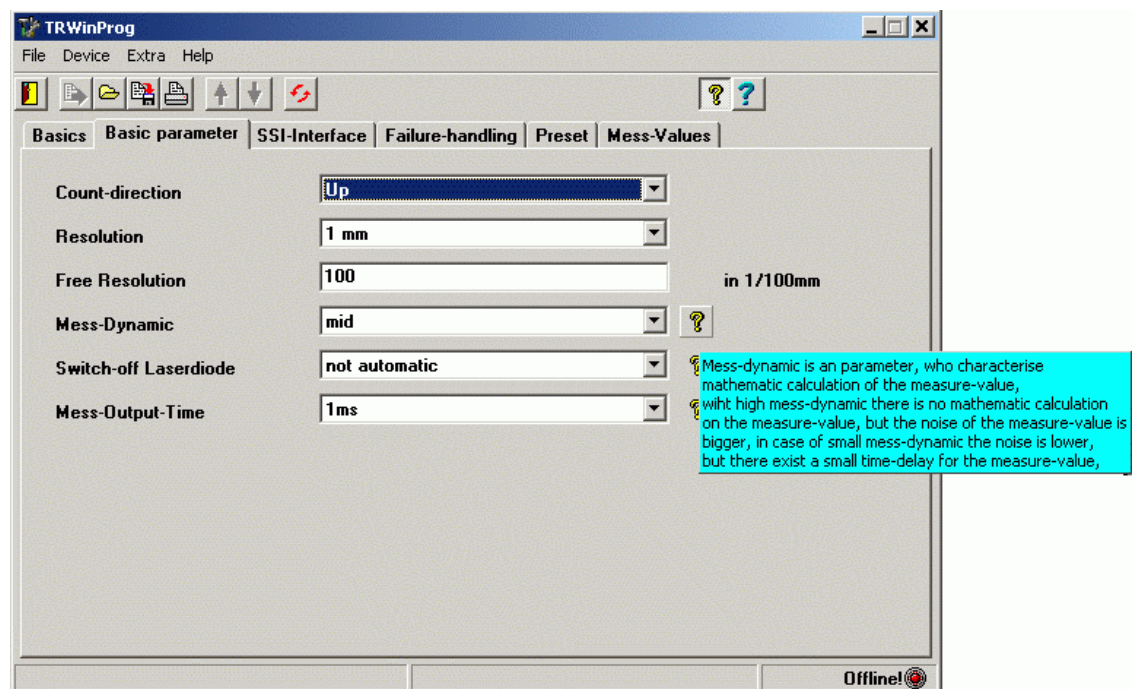 TRWinProg
File Device Extra Help
Basics Basic parameter SSI-Interface Failure-handling Preset Mess-Values
Count-direction Up
Resolution 1 mm
Free Resolution 100 in 1/100mm
Mess-Dynamic mid
Switch-off Laserdiode not automatic
Mess-Output-Time 1ms
Mess-dynamic is an parameter, who characterise
mathematic calculation of the measure-value,
wiht high mess-dynamic there is no mathematic calculation
on the measure-value, but the noise of the measure-value is
bigger, in case of small mess-dynamic the noise is lower,
but there exist a small time-delay for the measure-value,
Offline!